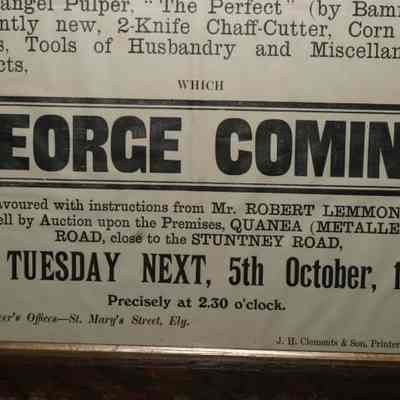 angel Pulper, "The Perfect" (by Bam
ntly new, 2-Knife Chaff-Cutter, Corn
s, Tools of Husbandry and Miscellan
cts,
WHICH
EORGE COMIN
avoured with instructions from Mr. ROBERT LEMMON
ell by Auction upon the Premises, QUANEA (METALLE
ROAD, close to the STUNTNEY ROAD,
TUESDAY NEXT, 5th October, 1
Precisely at 2.30 o'clock.
er's Offices—St. Mary's Street, Ely.
J. H. Clements & Son, Printer